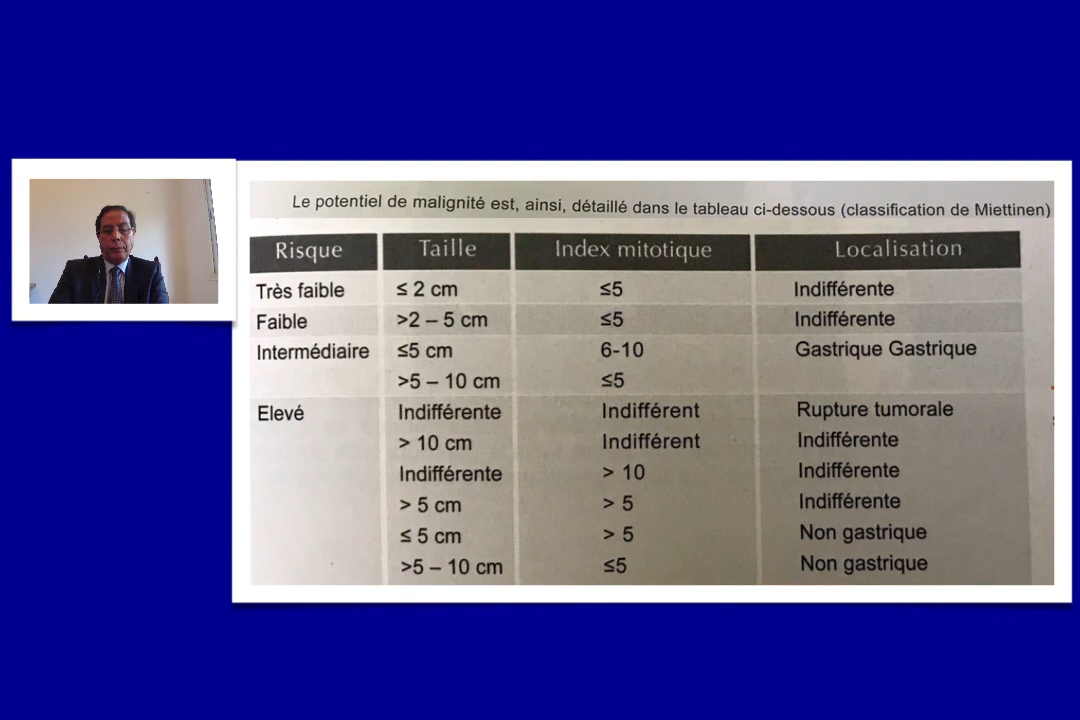 Le potentiel de malignité est, ainsi, détaillé dans le tableau ci-dessous (classification de Miettinen)
Risque Taille Index mitotique Localisation
Très faible ≤ 2 cm ≤5 Indifférente
Faible >2 – 5 cm ≤5 Indifférente
Intermédiaire ≤5 cm 6-10 Gastrique Gastrique
>5 – 10 cm ≤5
Elevé Indifférente Indifférent Rupture tumorale
> 10 cm Indifférent Indifférente
Indifférente > 10 Indifférente
> 5 cm > 5 Indifférente
≤ 5 cm > 5 Non gastrique
>5 – 10 cm ≤5 Non gastrique